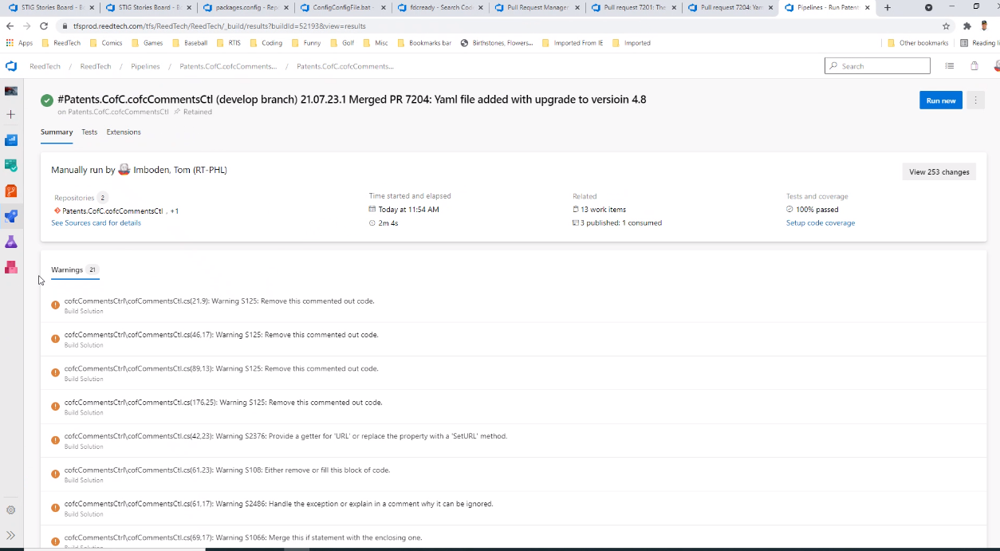 STIG Stories Board - B
STIG Stories Board - B
packages.config - Rep
ConfigConfigFile.bat -
fdcready - Search Cod
Pull Request Manager
Pull request 7201: The
Pull request 7204: Yam
Pipelines - Run Patent
tfsprod.reedtech.com/tfs/ReedTech/ReedTech/_build/results?buildId=52193&view=results
Apps
ReedTech
Comics
Games
Baseball
RTIS
Coding
Funny
Golf
Misc
Bookmarks bar
Birthstones, Flowers...
Imported From IE
Imported
Other bookmarks
Reading li
ReedTech / ReedTech / Pipelines / Patents.CofC.cofcComments... / Patents.CofC.cofcComments...
Search
#Patents.CofC.cofcCommentsCtl (develop branch) 21.07.23.1 Merged PR 7204: Yaml file added with upgrade to versioin 4.8
on Patents.CofC.cofcCommentsCtl Retained
Run new
Summary
Tests
Extensions
Manually run by Imboden, Tom (RT-PHL)
View 253 changes
Repositories 2
Patents.CofC.cofcCommentsCtl , +1
See Sources card for details
Time started and elapsed
Today at 11:54 AM
2m 4s
Related
13 work items
3 published; 1 consumed
Tests and coverage
100% passed
Setup code coverage
Warnings 21
cofcCommentsCtrl\cofCommentsCtl.cs(21,9): Warning S125: Remove this commented out code.
Build Solution
cofcCommentsCtrl\cofCommentsCtl.cs(46,17): Warning S125: Remove this commented out code.
Build Solution
cofcCommentsCtrl\cofCommentsCtl.cs(89,13): Warning S125: Remove this commented out code.
Build Solution
cofcCommentsCtrl\cofCommentsCtl.cs(176,25): Warning S125: Remove this commented out code.
Build Solution
cofcCommentsCtrl\cofCommentsCtl.cs(42,23): Warning S2376: Provide a getter for 'URL' or replace the property with a 'SetURL' method.
Build Solution
cofcCommentsCtrl\cofCommentsCtl.cs(61,23): Warning S108: Either remove or fill this block of code.
Build Solution
cofcCommentsCtrl\cofCommentsCtl.cs(61,17): Warning S2486: Handle the exception or explain in a comment why it can be ignored.
Build Solution
cofcCommentsCtrl\cofCommentsCtl.cs(69,17): Warning S1066: Merge this if statement with the enclosing one.
Build Solution